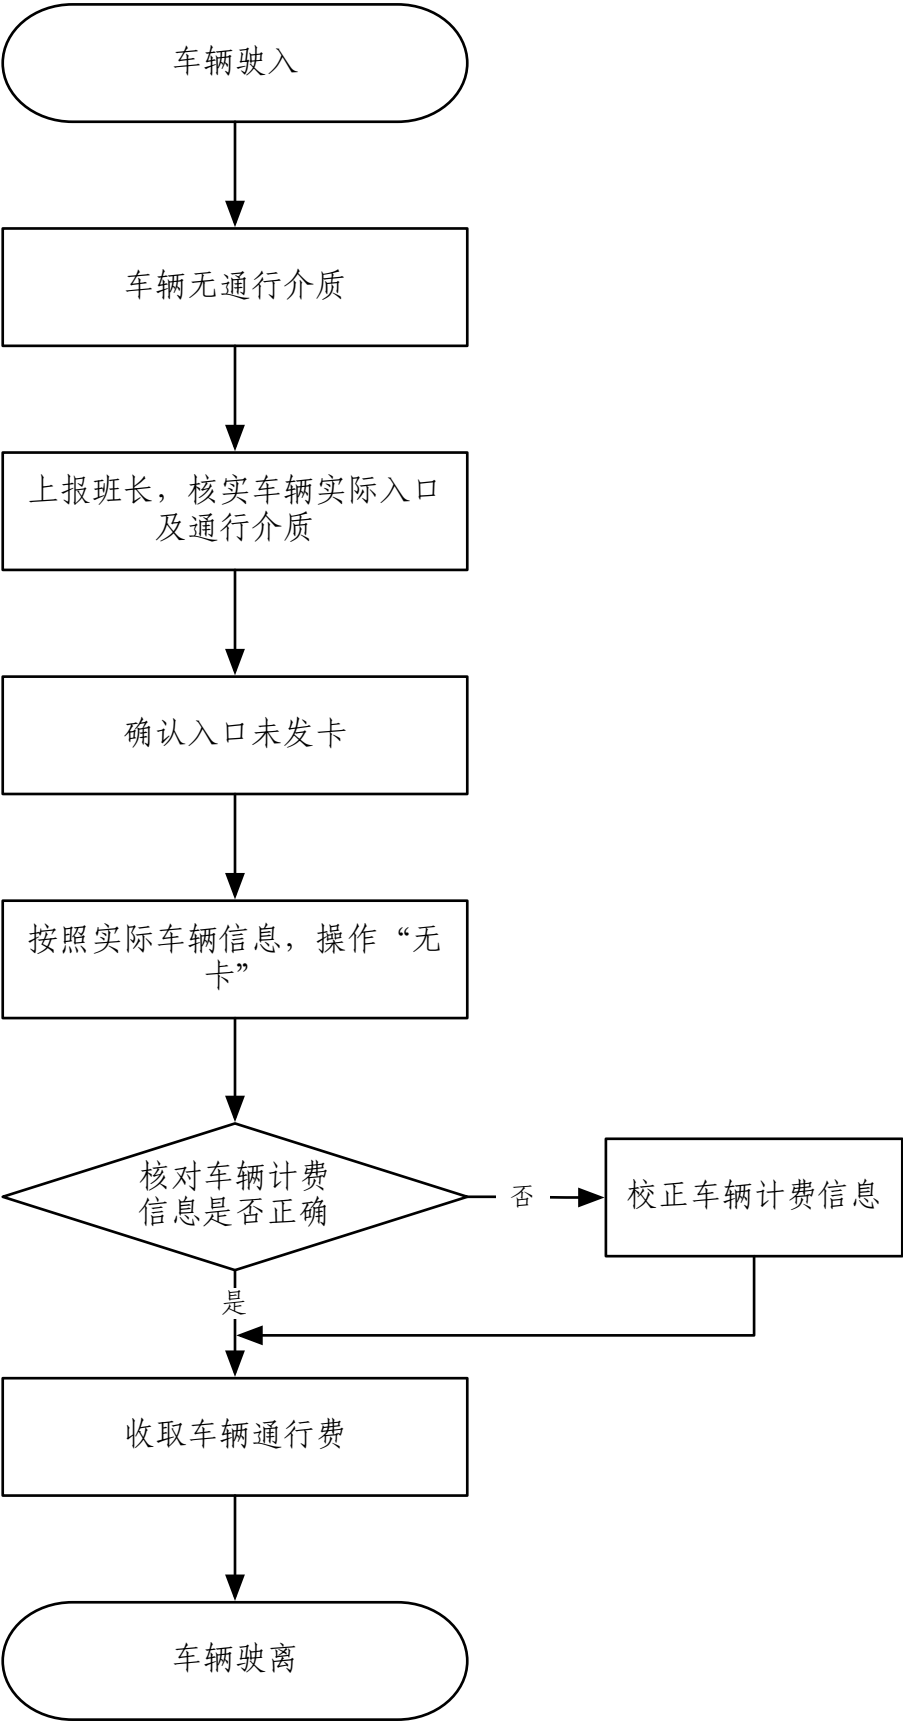 车辆驶入
车辆无通行介质
上报班长，核实车辆实际入口
及通行介质
确认入口未发卡
按照实际车辆信息，操作“无
卡”
核对车辆计费
信息是否正确
否
校正车辆计费信息
是
收取车辆通行费
车辆驶离